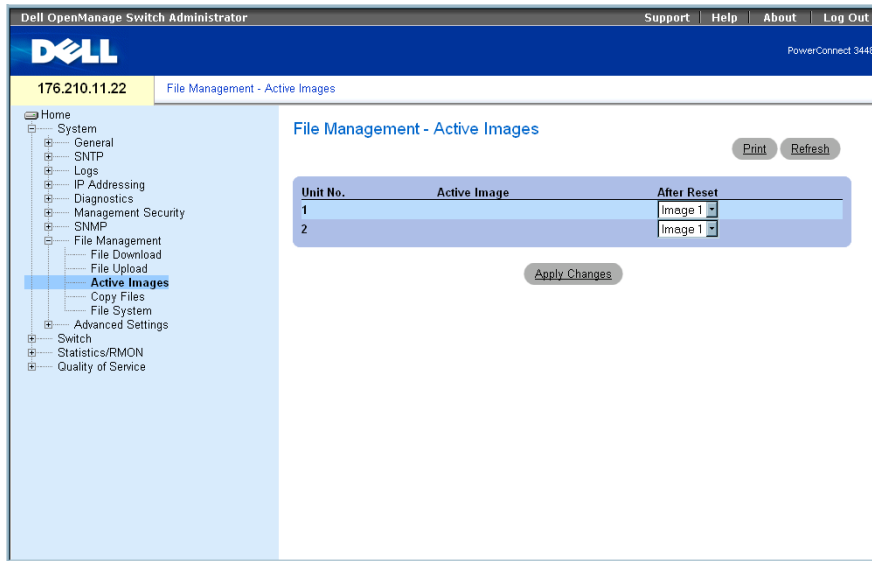 Dell OpenManage Switch Administrator
Support | Help | About | Log Out
DELL
PowerConnect 3448
176.210.11.22
File Management - Active Images
Home
System
General
SNTP
Logs
IP Addressing
Diagnostics
Management Security
SNMP
File Management
File Download
File Upload
Active Images
Copy Files
File System
Advanced Settings
Switch
Statistics/RMON
Quality of Service
File Management - Active Images
Print Refresh
Unit No. Active Image After Reset
1 Image 1
2 Image 1
Apply Changes